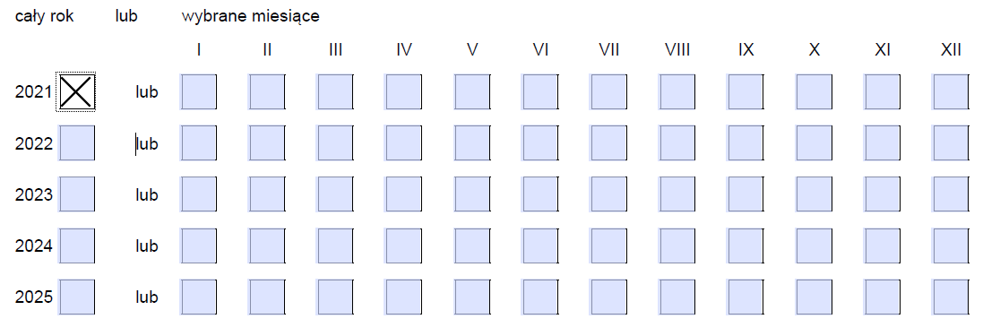 cały rok lub wybrane miesiące
I II III IV V VI VII VIII IX X XI XII
2021 lub
2022 lub
2023 lub
2024 lub
2025 lub